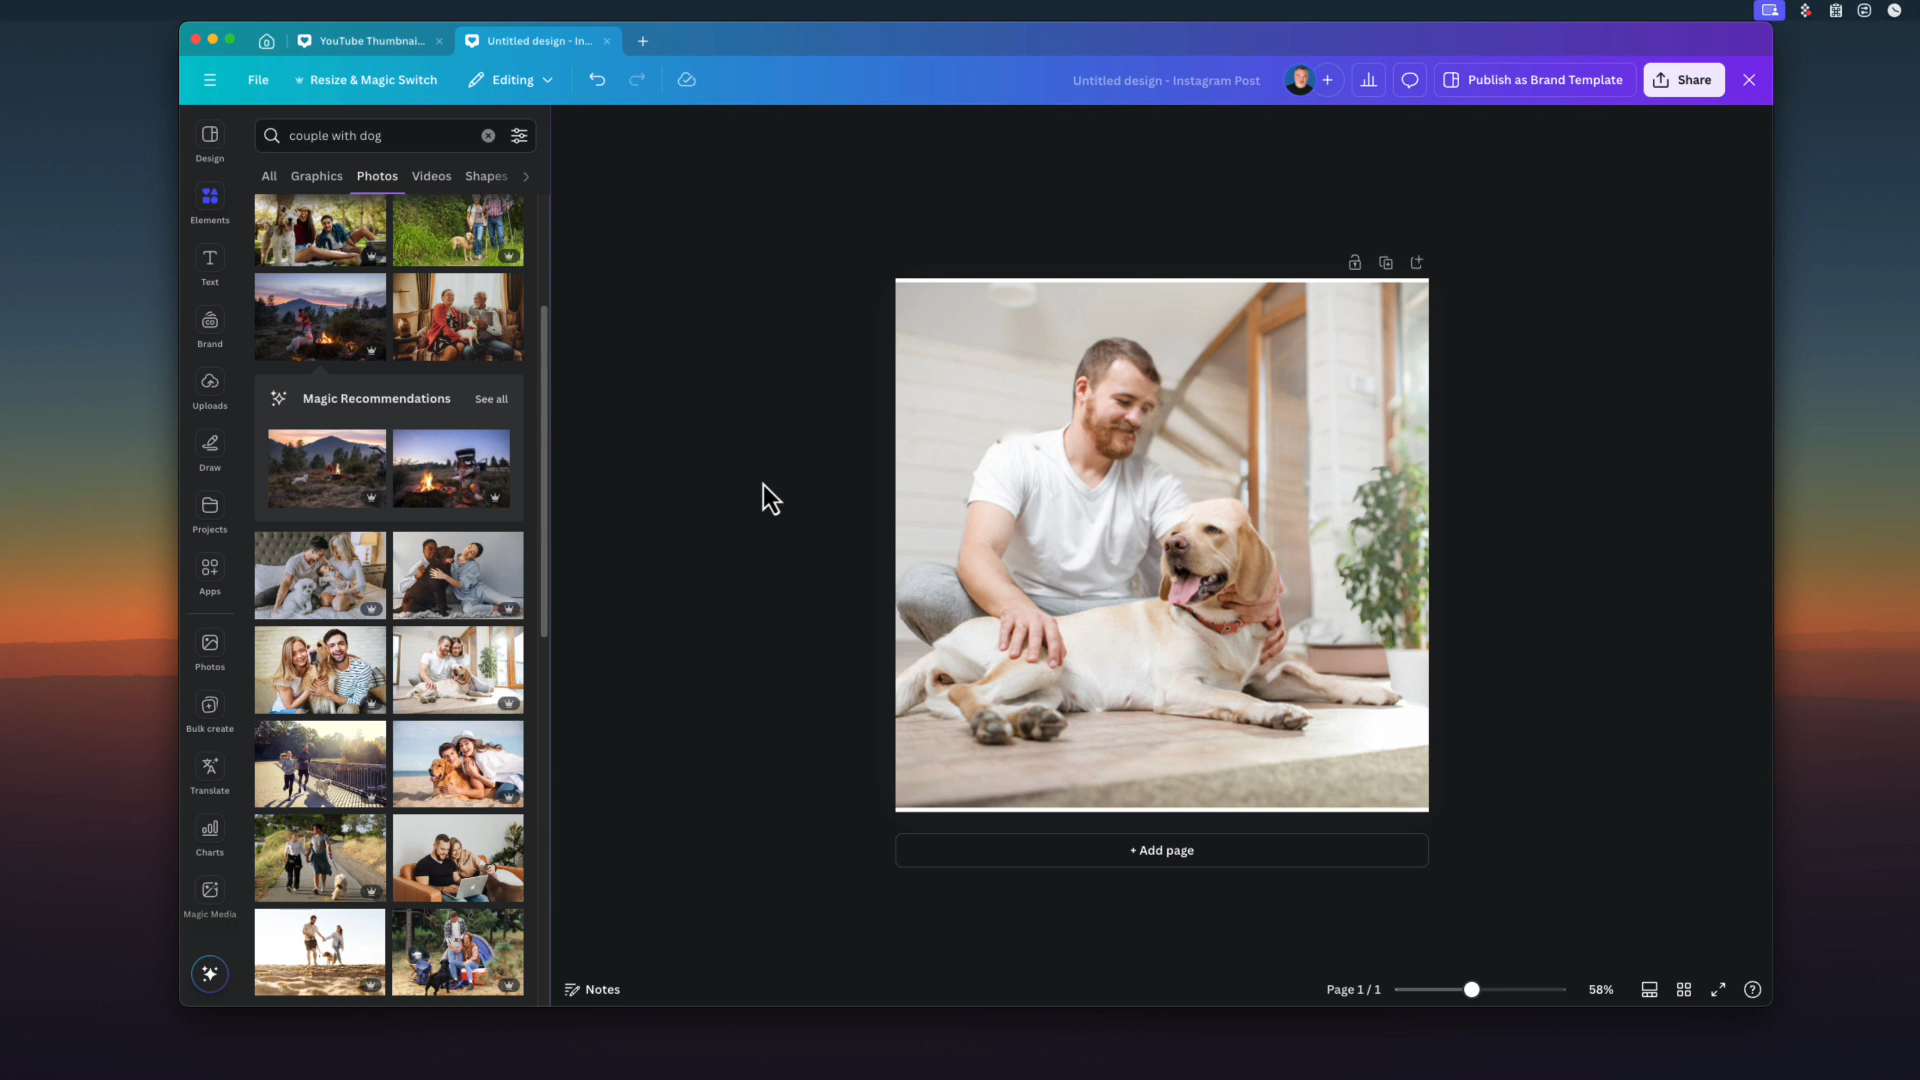 YouTube Thumbnai...
Untitled design - In...
File
Resize & Magic Switch
Editing
Untitled design - Instagram Post
Publish as Brand Template
Share
couple with dog
All
Graphics
Photos
Videos
Shapes
Design
Elements
Text
Brand
Uploads
Draw
Projects
Apps
Photos
Bulk create
Translate
Charts
Magic Media
Magic Recommendations
See all
+ Add page
Notes
Page 1 / 1
58%